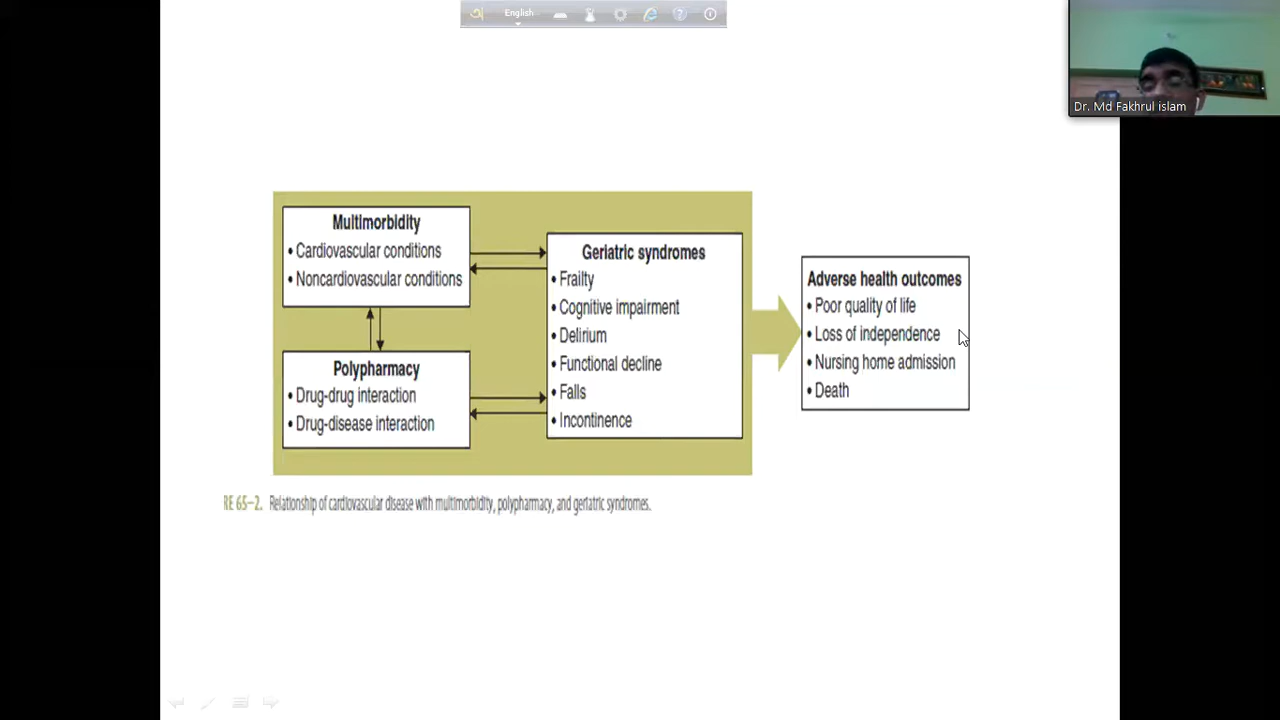 অ English
Dr. Md Fakhrul islam
Multimorbidity
• Cardiovascular conditions
• Noncardiovascular conditions
Polypharmacy
• Drug-drug interaction
• Drug-disease interaction
Geriatric syndromes
• Frailty
• Cognitive impairment
• Delirium
• Functional decline
• Falls
• Incontinence
Adverse health outcomes
• Poor quality of life
• Loss of independence
• Nursing home admission
• Death
RE 65–2. Relationship of cardiovascular disease with multimorbidity, polypharmacy, and geriatric syndromes.